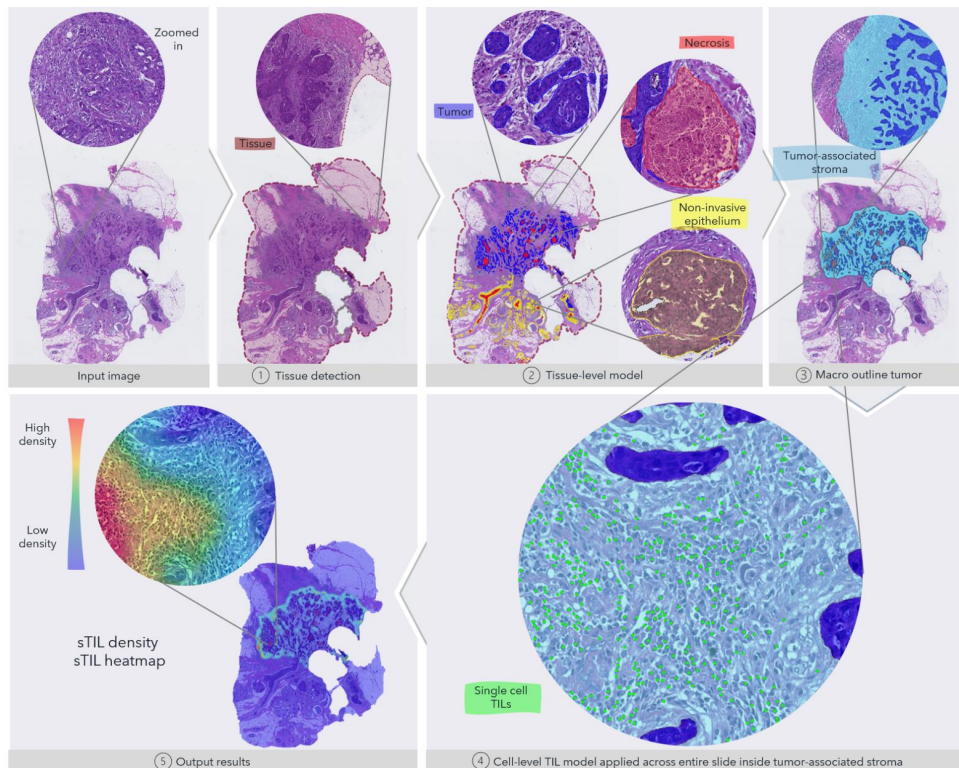 Zoomed
in
Input image
Tissue
1 Tissue detection
Tumor
Necrosis
Non-invasive
epithelium
2 Tissue-level model
Tumor-associated
stroma
3 Macro outline tumor
Single cell
TILs
4 Cell-level TIL model applied across entire slide inside tumor-associated stroma
High
density
Low
density
sTIL density
sTIL heatmap
5 Output results